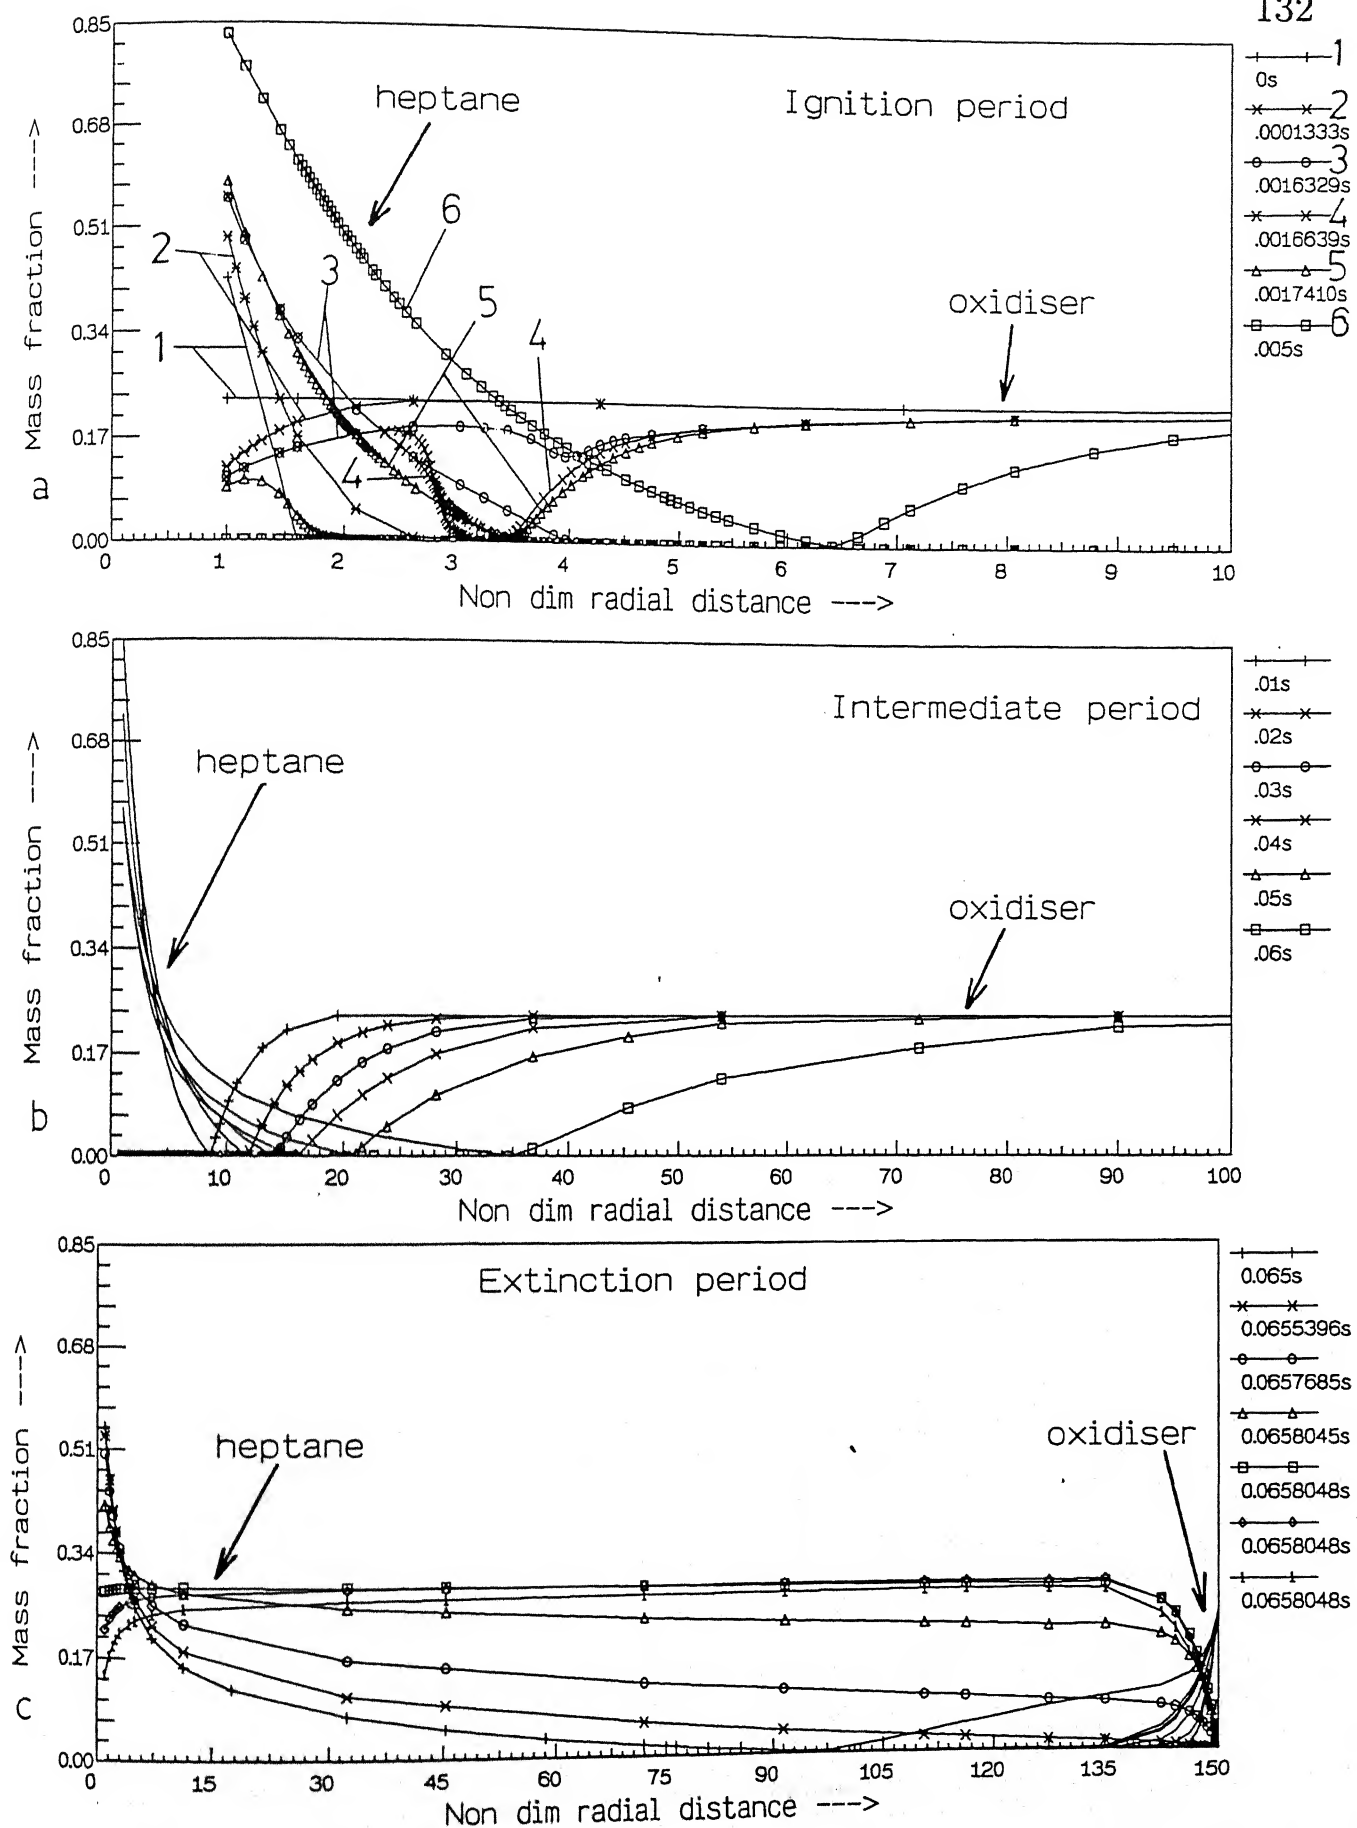 132
0.85
0.68
0.51
0.34
0.17
0.00
a Mass fraction --->
heptane
Ignition period
oxidiser
6
2
3
5
4
1
4
0 1 2 3 4 5 6 7 8 9 10
Non dim radial distance --->
1
0s
2
.0001333s
3
.0016329s
4
.0016639s
5
.0017410s
6
.005s
0.85
0.68
0.51
0.34
0.17
0.00
b Mass fraction --->
heptane
Intermediate period
oxidiser
0 10 20 30 40 50 60 70 80 90 100
Non dim radial distance --->
.01s
.02s
.03s
.04s
.05s
.06s
0.85
0.68
0.51
0.34
0.17
0.00
c Mass fraction --->
Extinction period
heptane
oxidiser
0 15 30 45 60 75 90 105 120 135 150
Non dim radial distance --->
0.065s
0.0655396s
0.0657685s
0.0658045s
0.0658048s
0.0658048s
0.0658048s